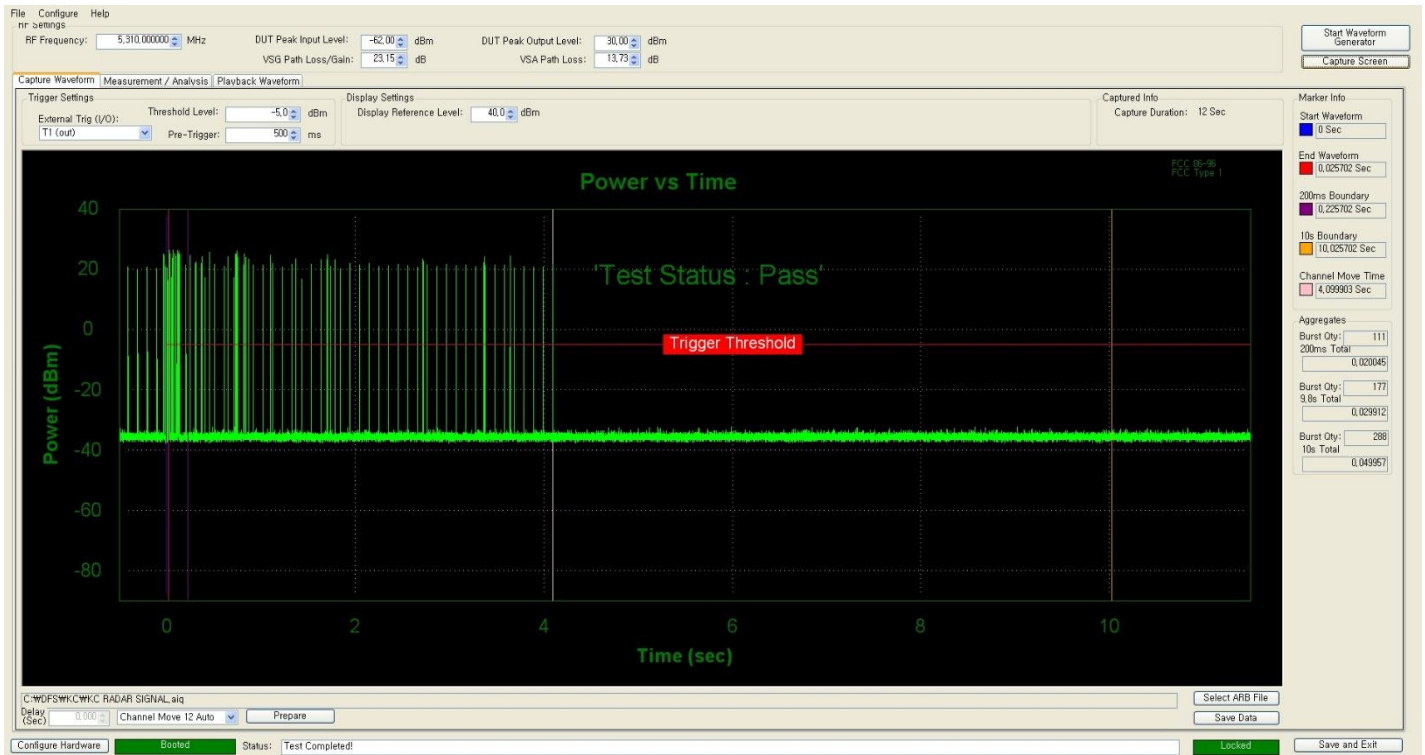 File Configure Help
RF Settings
RF Frequency: 5,310,000000 MHz DUT Peak Input Level: -62,00 dBm DUT Peak Output Level: 30,00 dBm
VSG Path Loss/Gain: 23,15 dB VSA Path Loss: 13,73 dB
Start Waveform Generator
Capture Screen
Capture Waveform Measurement / Analysis Playback Waveform
Trigger Settings
External Trig (I/O): Threshold Level: -5,0 dBm
T1 (out) Pre-Trigger: 500 ms
Display Settings
Display Reference Level: 40,0 dBm
Captured Info
Capture Duration: 12 Sec
Marker Info
Start Waveform
0 Sec
End Waveform
0,025702 Sec
200ms Boundary
0,225702 Sec
10s Boundary
10,025702 Sec
Channel Move Time
4,099903 Sec
Aggregates
Burst Qty: 111
200ms Total
0,020045
Burst Qty: 177
9,8s Total
0,029912
Burst Qty: 288
10s Total
0,049957
FCC 06-96
FCC Type 1
Power vs Time
'Test Status : Pass'
Trigger Threshold
Power (dBm)
40
20
0
-20
-40
-60
-80
0 2 4 6 8 10
Time (sec)
C:₩DFS₩KC₩KC RADAR SIGNAL,aiq
Select ARB File
Delay (Sec) 0,000 Channel Move 12 Auto Prepare
Save Data
Configure Hardware Booted Status: Test Completed! Locked Save and Exit